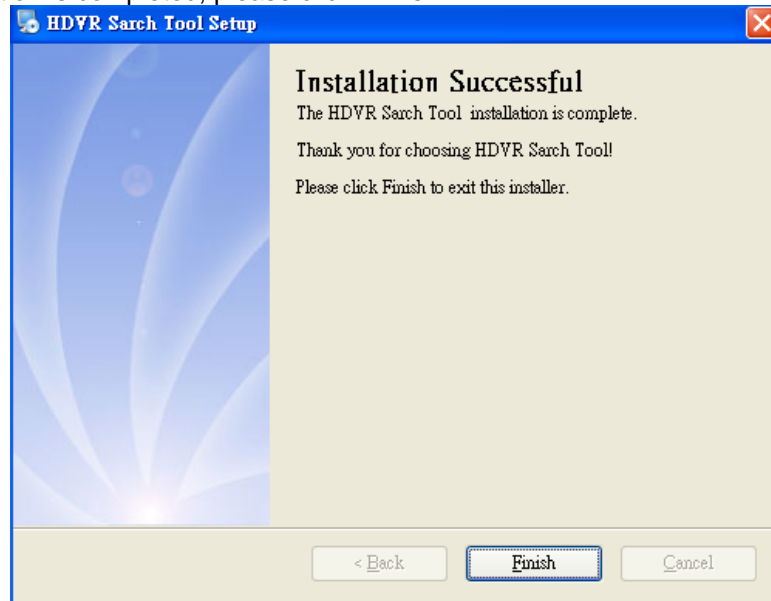 HDVR Sarch Tool Setup
Installation Successful
The HDVR Sarch Tool installation is complete.
Thank you for choosing HDVR Sarch Tool!
Please click Finish to exit this installer.
< Back Finish Cancel